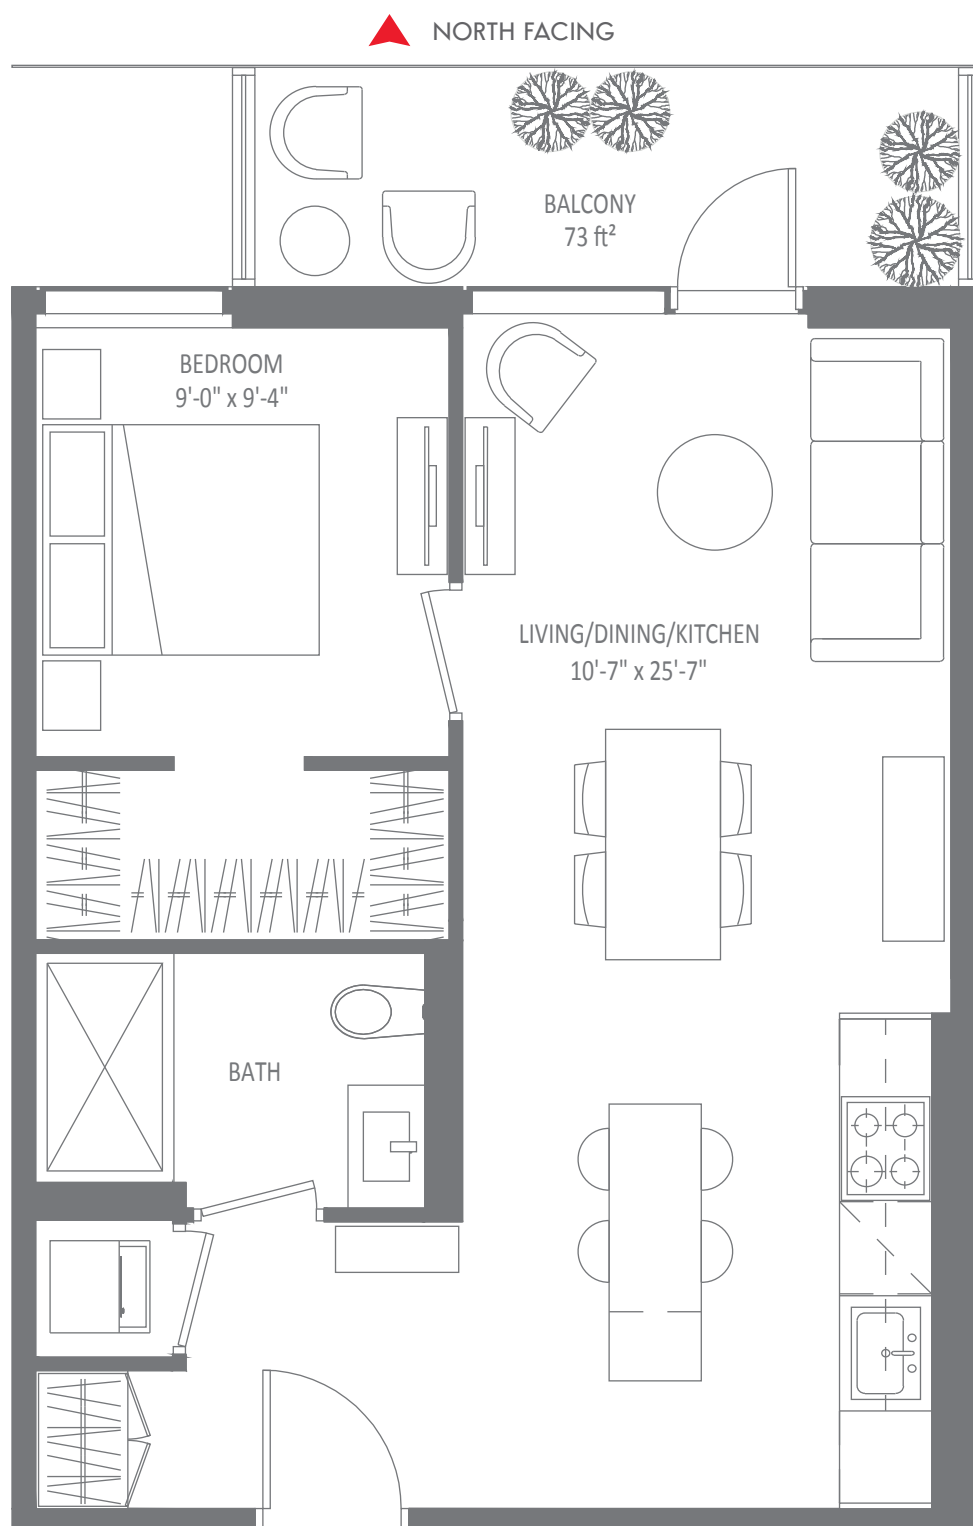 NORTH FACING
BALCONY
73 ft²
BEDROOM
9'-0" x 9'-4"
LIVING/DINING/KITCHEN
10'-7" x 25'-7"
BATH